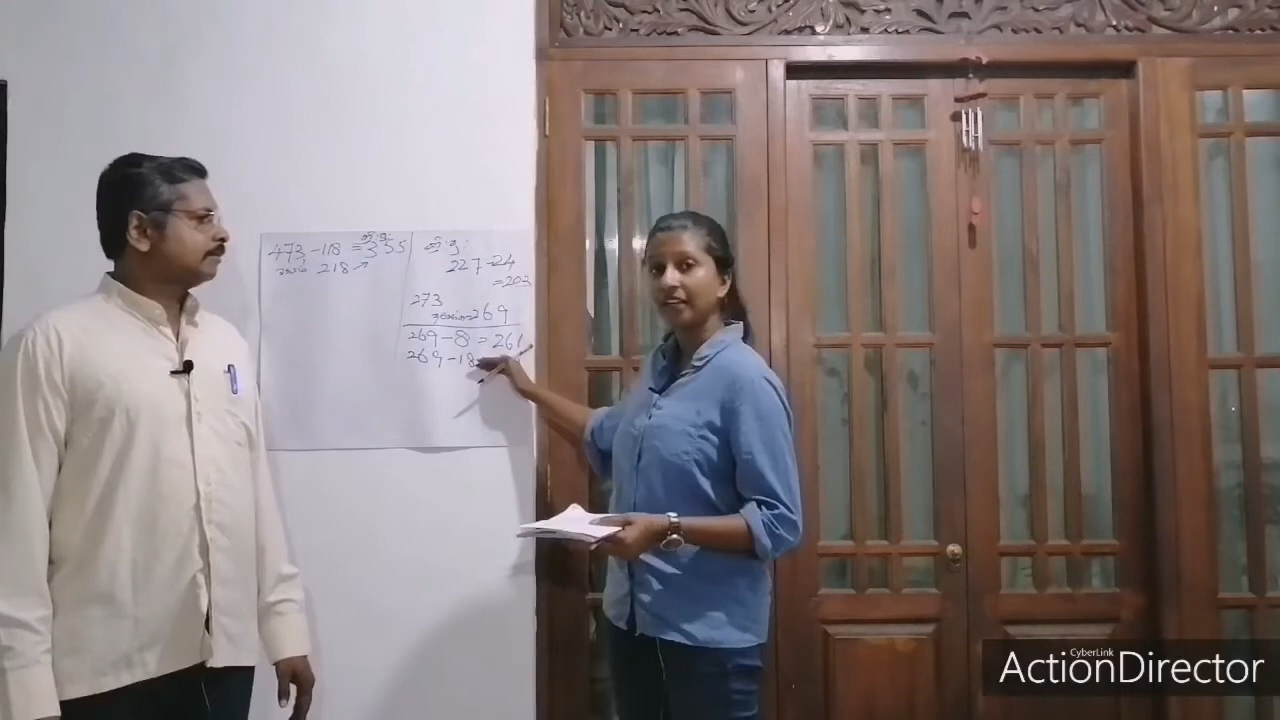 473 - 118 = 355
218 ↗
227 - 24
= 203
273
269
269 - 8 = 261
269 - 18
CyberLink
ActionDirector